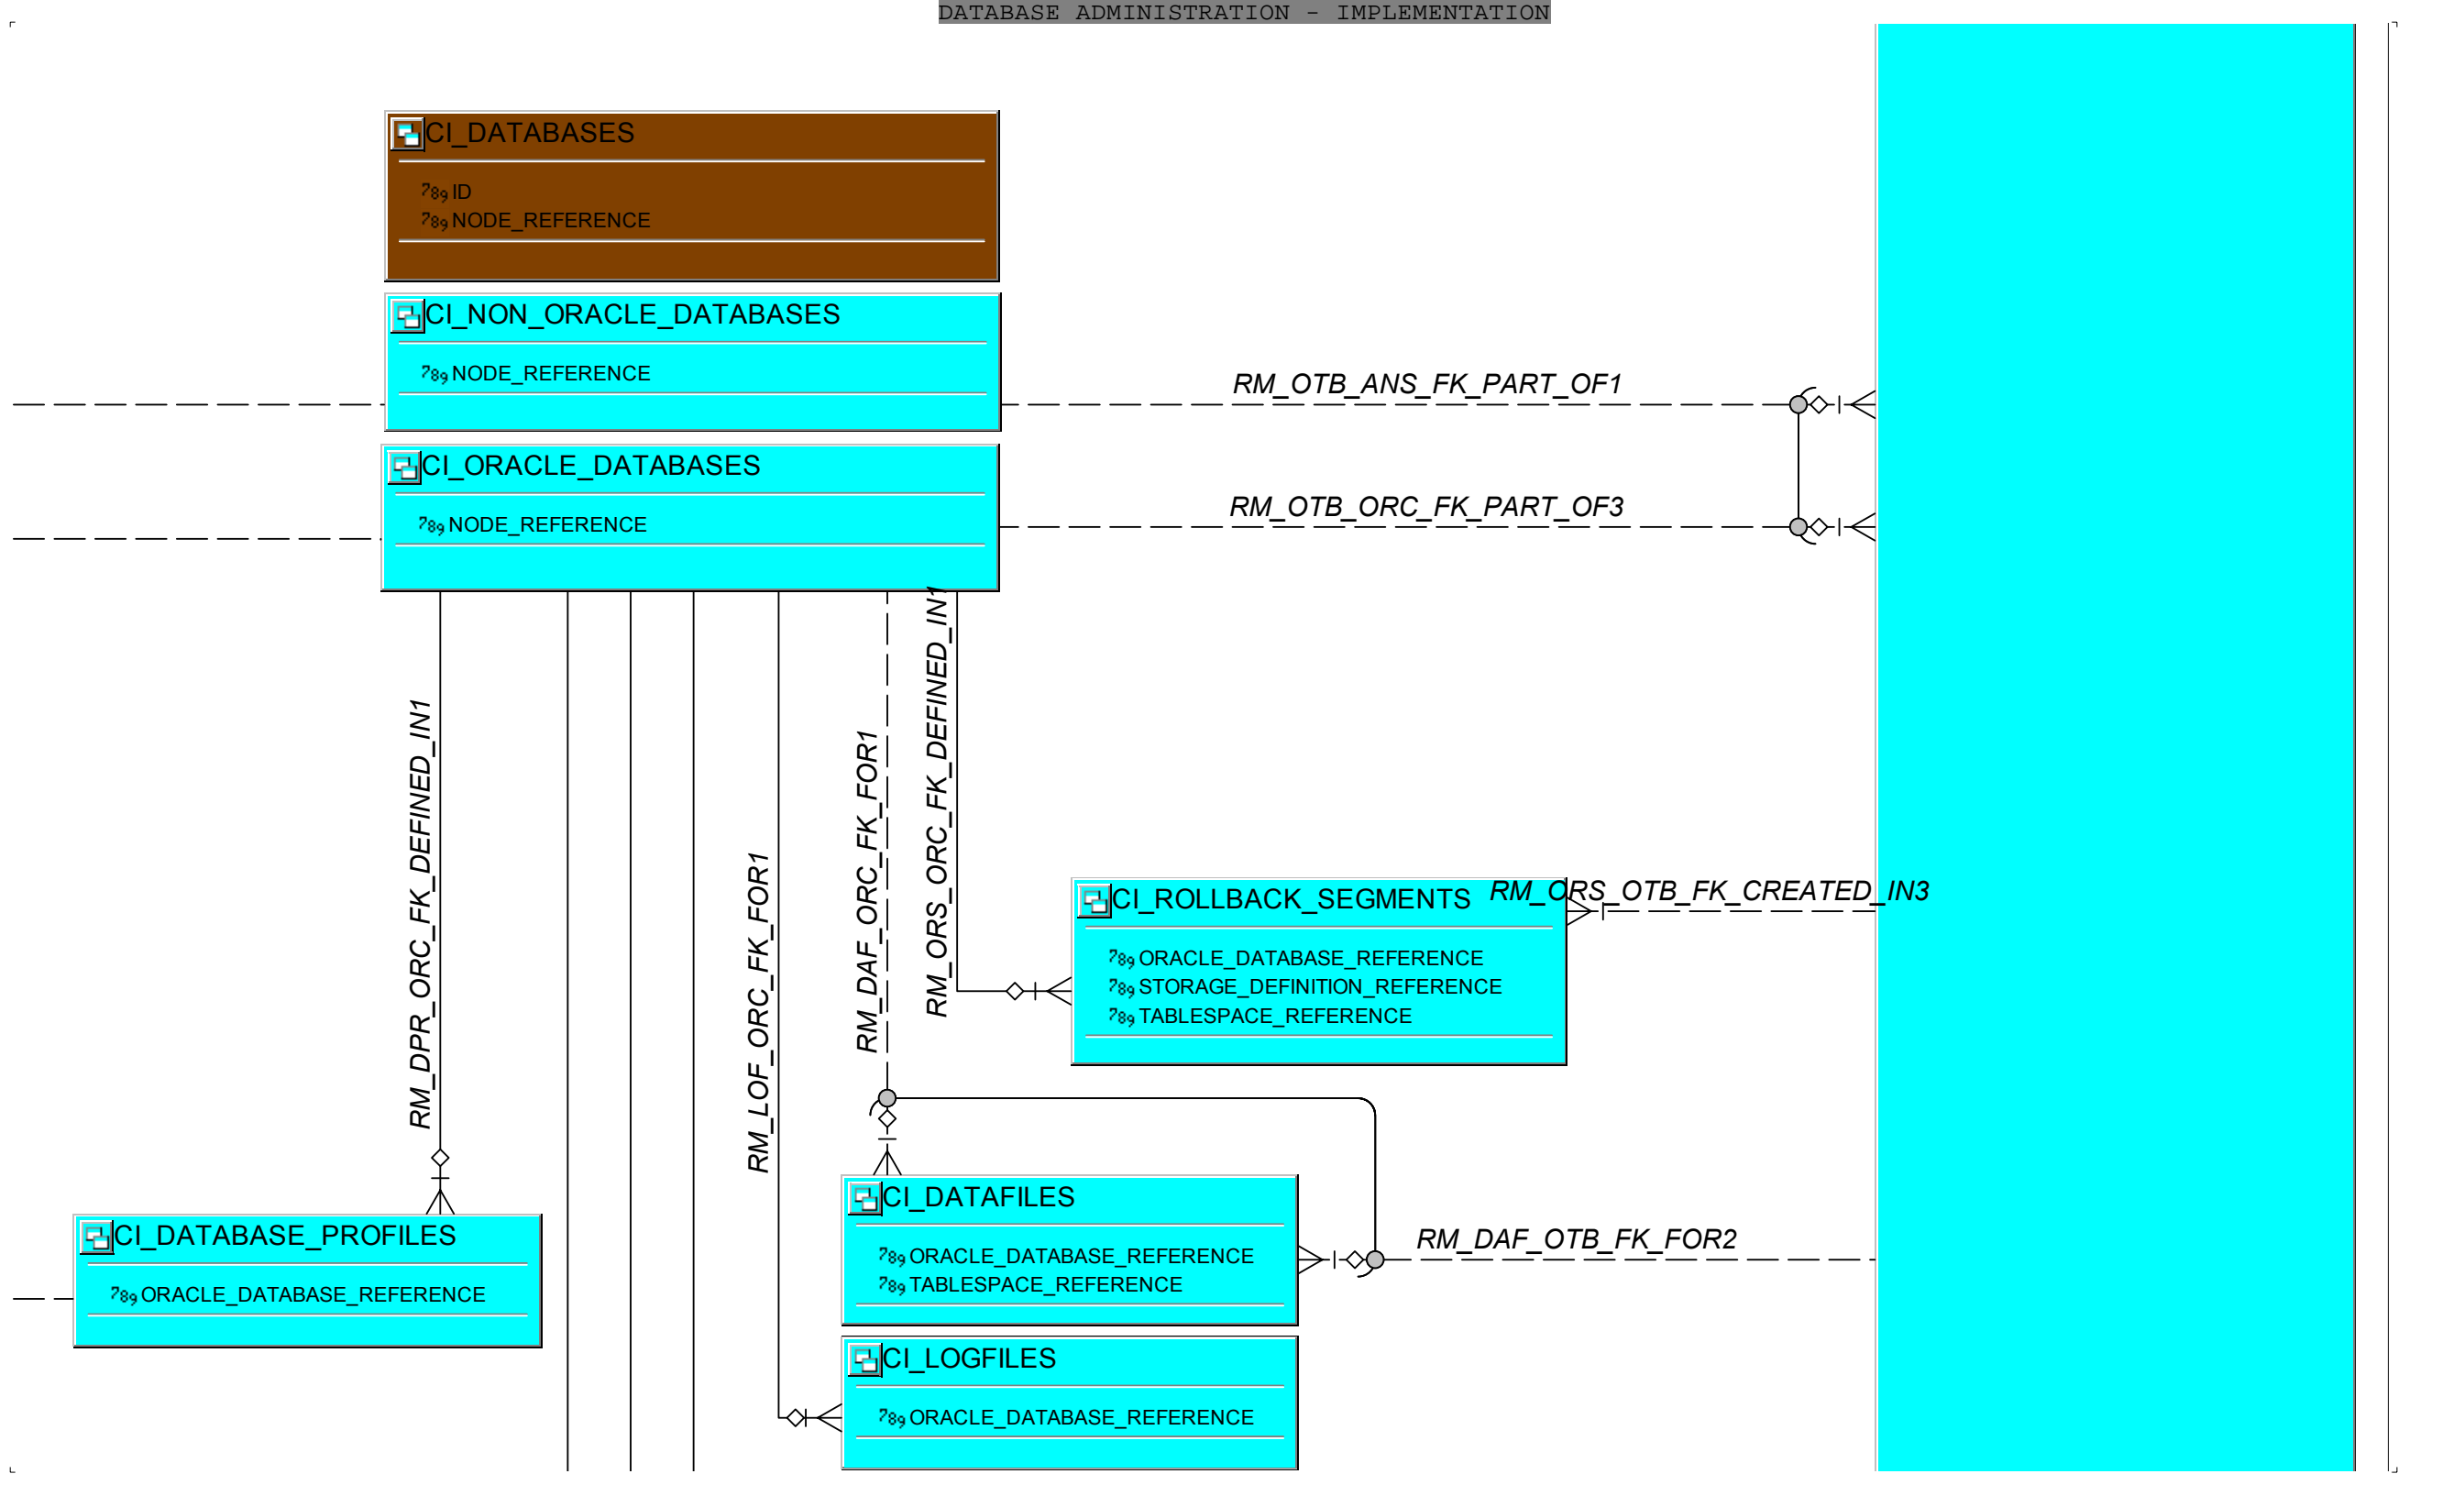 DATABASE ADMINISTRATION - IMPLEMENTATION
CI_DATABASES
789 ID
789 NODE_REFERENCE
CI_NON_ORACLE_DATABASES
789 NODE_REFERENCE
RM_OTB_ANS_FK_PART_OF1
CI_ORACLE_DATABASES
789 NODE_REFERENCE
RM_OTB_ORC_FK_PART_OF3
RM_DPR_ORC_FK_DEFINED_IN1
RM_LOF_ORC_FK_FOR1
RM_DAF_ORC_FK_FOR1
RM_ORS_ORC_FK_DEFINED_IN1
CI_ROLLBACK_SEGMENTS
RM_ORS_OTB_FK_CREATED_IN3
789 ORACLE_DATABASE_REFERENCE
789 STORAGE_DEFINITION_REFERENCE
789 TABLESPACE_REFERENCE
CI_DATABASE_PROFILES
789 ORACLE_DATABASE_REFERENCE
CI_DATAFILES
789 ORACLE_DATABASE_REFERENCE
789 TABLESPACE_REFERENCE
RM_DAF_OTB_FK_FOR2
CI_LOGFILES
789 ORACLE_DATABASE_REFERENCE